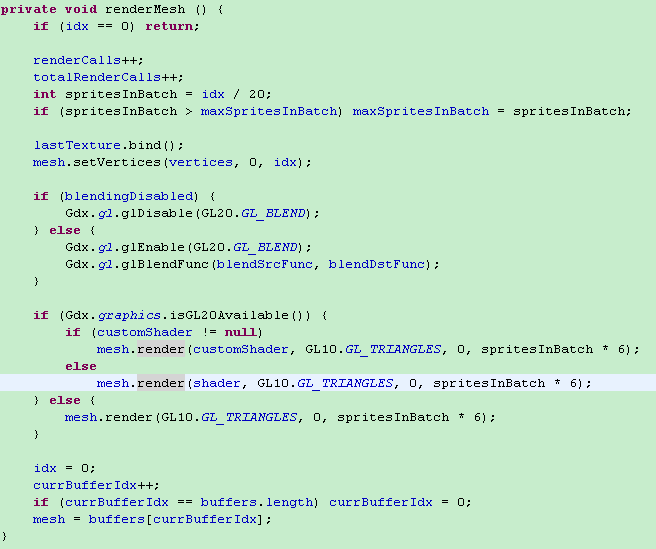 private void renderMesh () {
    if (idx == 0) return;

    renderCalls++;
    totalRenderCalls++;
    int spritesInBatch = idx / 20;
    if (spritesInBatch > maxSpritesInBatch) maxSpritesInBatch = spritesInBatch;

    lastTexture.bind();
    mesh.setVertices(vertices, 0, idx);

    if (blendingDisabled) {
        Gdx.gl.glDisable(GL20.GL_BLEND);
    } else {
        Gdx.gl.glEnable(GL20.GL_BLEND);
        Gdx.gl.glBlendFunc(blendSrcFunc, blendDstFunc);
    }

    if (Gdx.graphics.isGL20Available()) {
        if (customShader != null)
            mesh.render(customShader, GL10.GL_TRIANGLES, 0, spritesInBatch * 6);
        else
            mesh.render(shader, GL10.GL_TRIANGLES, 0, spritesInBatch * 6);
    } else {
        mesh.render(GL10.GL_TRIANGLES, 0, spritesInBatch * 6);
    }

    idx = 0;
    currBufferIdx++;
    if (currBufferIdx == buffers.length) currBufferIdx = 0;
    mesh = buffers[currBufferIdx];
}